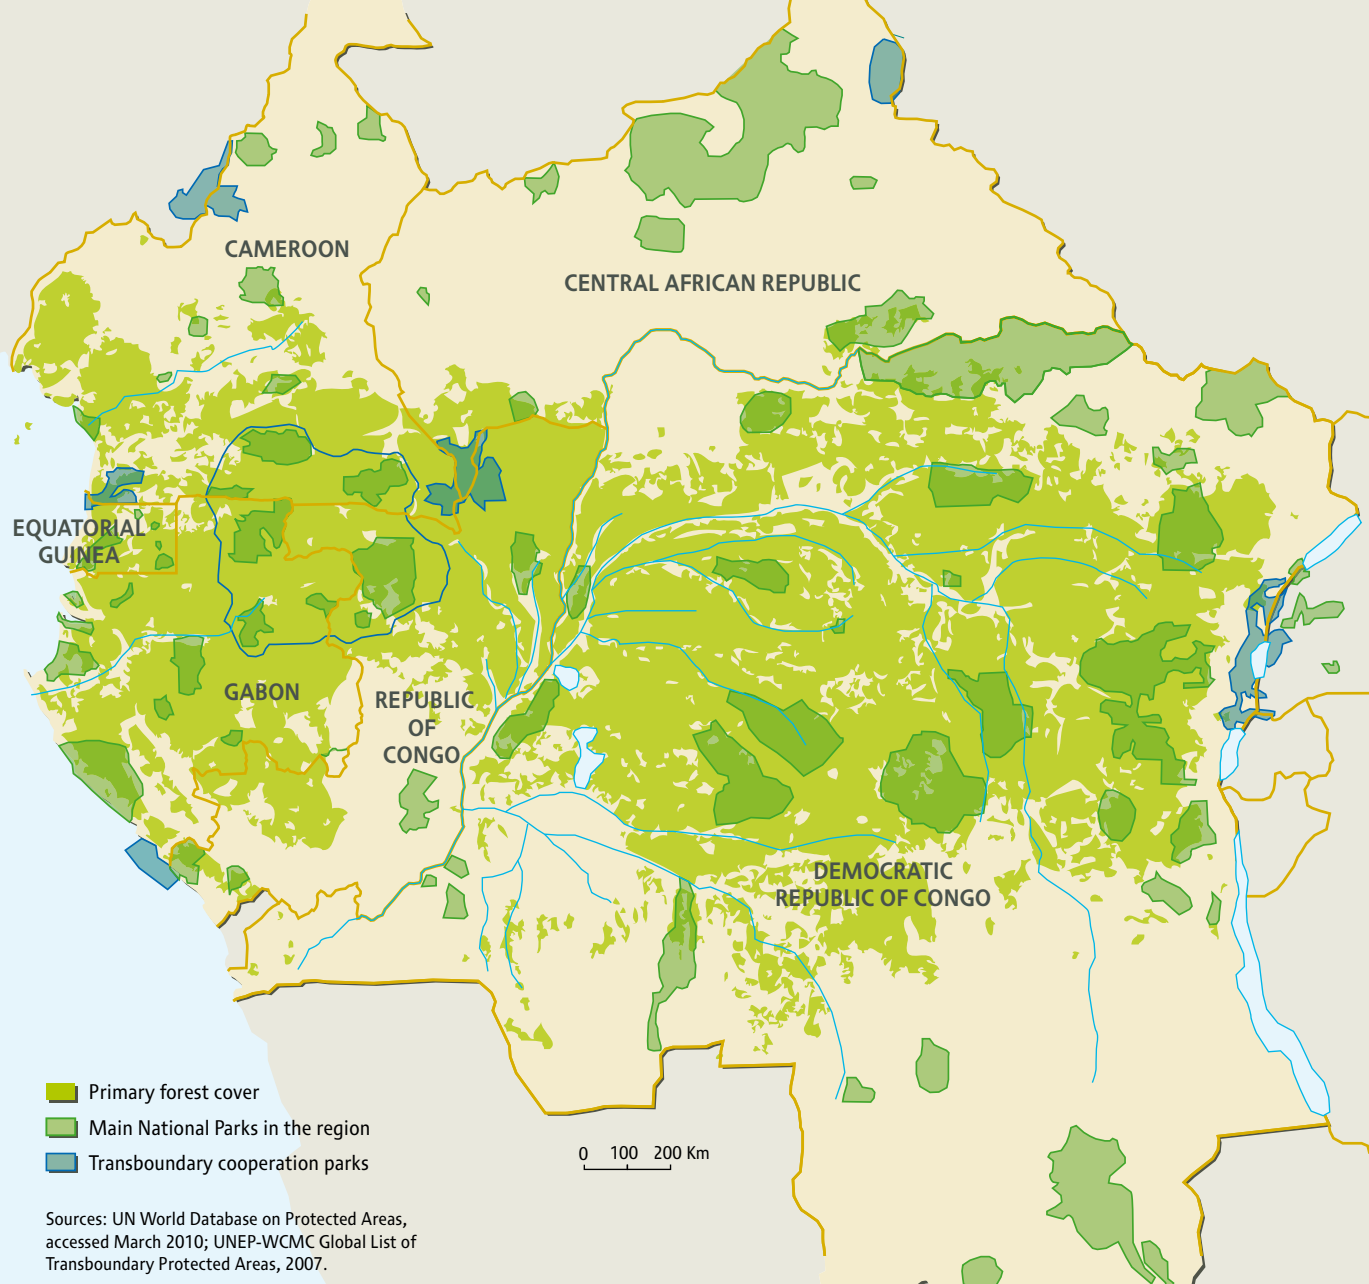 CAMEROON
CENTRAL AFRICAN REPUBLIC
EQUATORIAL
GUINEA
GABON
REPUBLIC
OF
CONGO
DEMOCRATIC
REPUBLIC OF CONGO
Primary forest cover
Main National Parks in the region
Transboundary cooperation parks
0 100 200 Km
Sources: UN World Database on Protected Areas,
accessed March 2010; UNEP-WCMC Global List of
Transboundary Protected Areas, 2007.